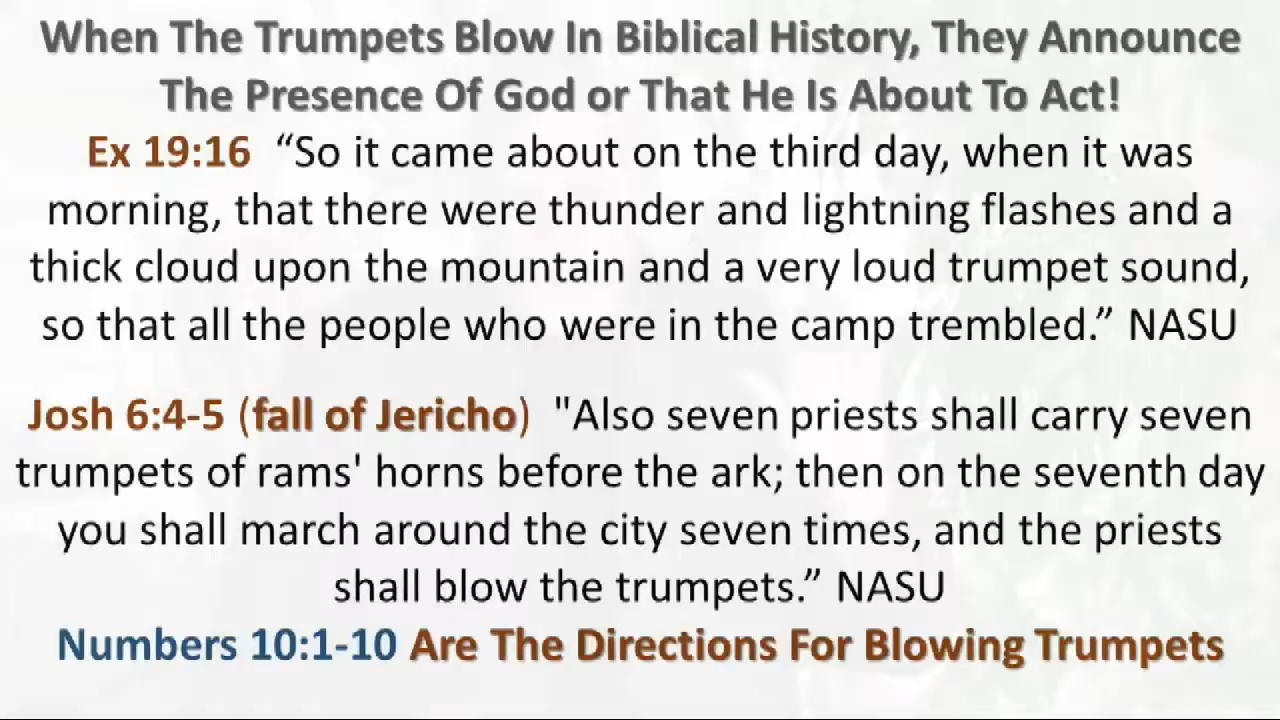 When The Trumpets Blow In Biblical History, They Announce
The Presence Of God or That He Is About To Act!
Ex 19:16 “So it came about on the third day, when it was
morning, that there were thunder and lightning flashes and a
thick cloud upon the mountain and a very loud trumpet sound,
so that all the people who were in the camp trembled.” NASU
Josh 6:4-5 (fall of Jericho) "Also seven priests shall carry seven
trumpets of rams' horns before the ark; then on the seventh day
you shall march around the city seven times, and the priests
shall blow the trumpets.” NASU
Numbers 10:1-10 Are The Directions For Blowing Trumpets